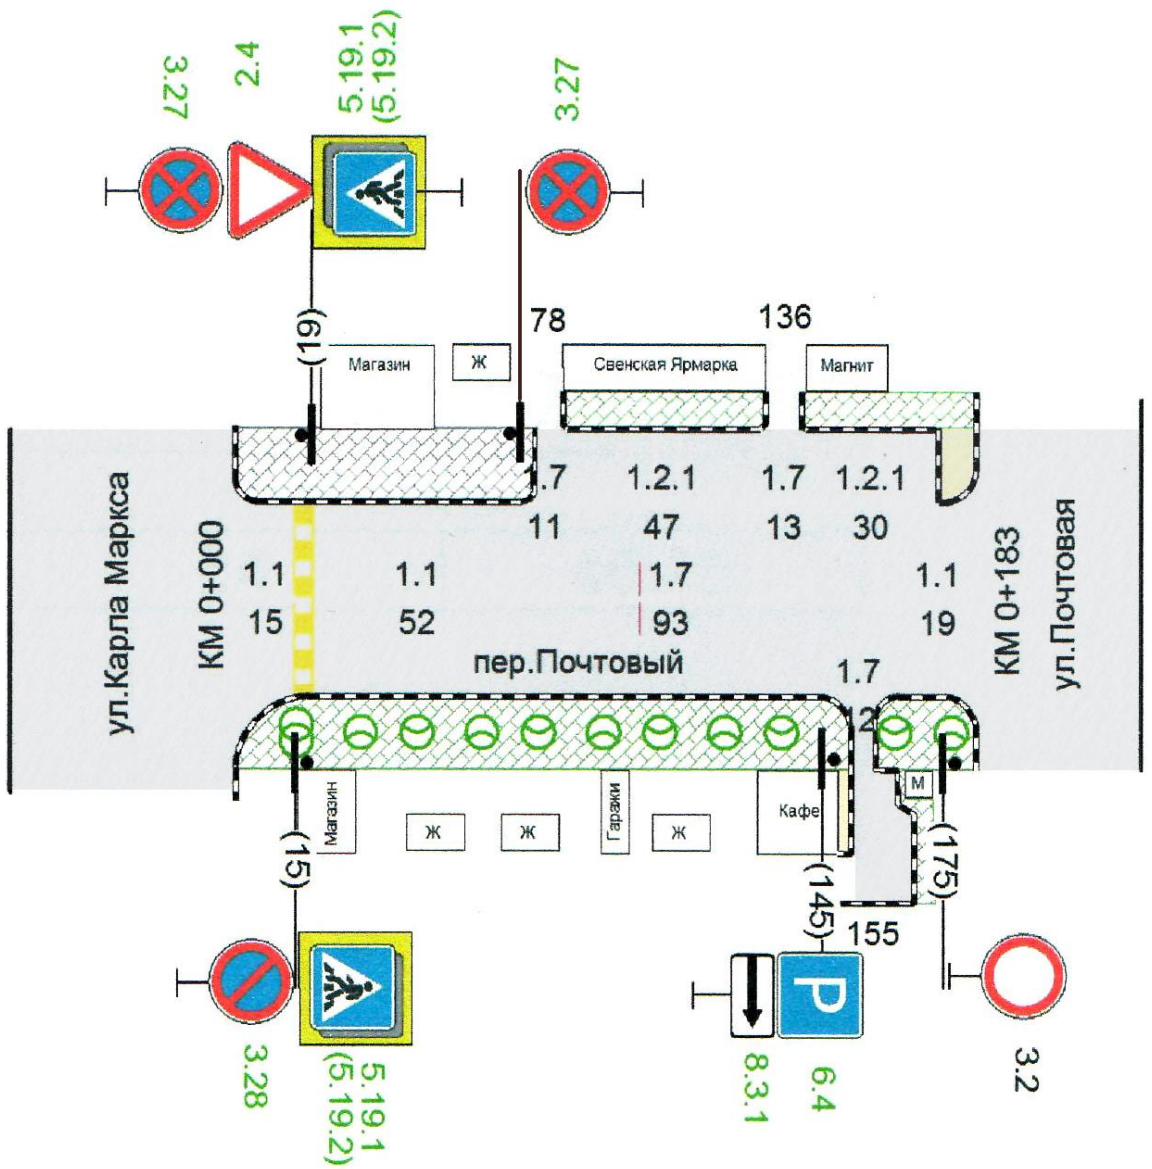 3.27
2.4
5.19.1
(5.19.2)
3.27
(19)
78
136
Магазин
Ж
Свенская Ярмарка
Магнит
.7
1.2.1
1.7
1.2.1
11
47
13
30
ул.Карла Маркса
КМ 0+000
1.1
1.1
1.7
1.1
15
52
93
19
КМ 0+183
ул.Почтовая
пер.Почтовый
1.7
2
Магазин
Ж
Ж
Гаражи
Ж
Кафе
М
(15)
(145)
(175)
155
P
3.28
5.19.1
(5.19.2)
8.3.1
6.4
3.2